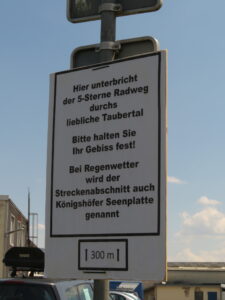 Hier unterbricht
der 5-Sterne Radweg
durchs
liebliche Taubertal
Bitte halten Sie
Ihr Gebiss fest!
Bei Regenwetter
wird der
Streckenabschnitt auch
Königshöfer Seenplatte
genannt
300 m